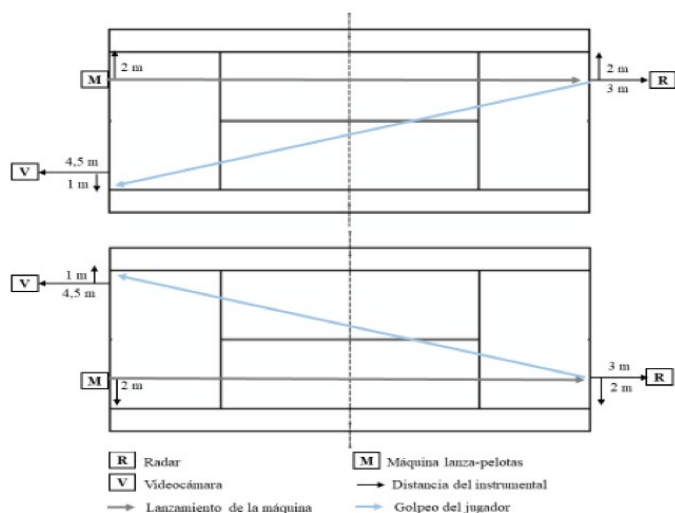 2 m
M
2 m
3 m
R
4,5 m
V
1 m
1 m
V
4,5 m
M
2 m
3 m
R
2 m
R Radar
M Máquina lanza-pelotas
V Videocámara
Distancia del instrumental
Lanzamiento de la máquina
Golpeo del jugador